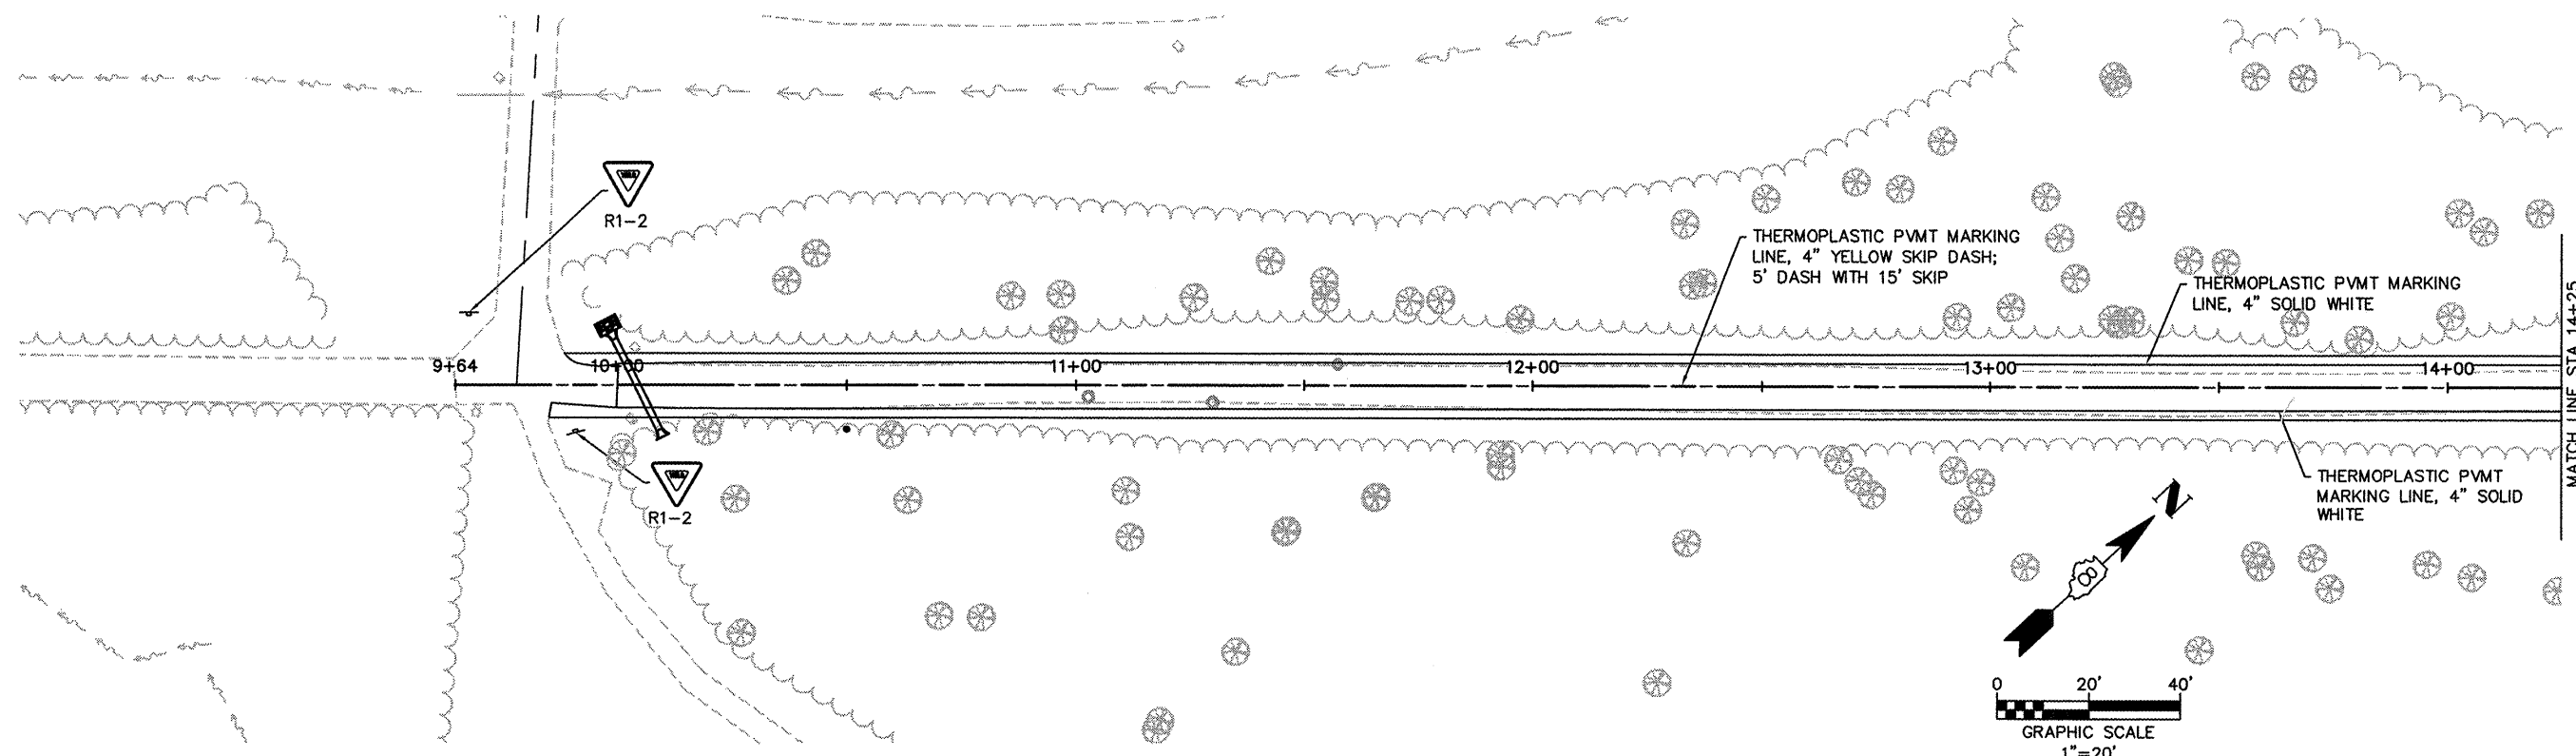 R1-2
THERMOPLASTIC PVMT MARKING
LINE, 4" YELLOW SKIP DASH;
5' DASH WITH 15' SKIP
THERMOPLASTIC PVMT MARKING
LINE, 4" SOLID WHITE
9+64
10+00
11+00
12+00
13+00
14+00
MATCH LINE STA 14+25
R1-2
THERMOPLASTIC PVMT
MARKING LINE, 4" SOLID
WHITE
N
0 20' 40'
GRAPHIC SCALE
1"=20'